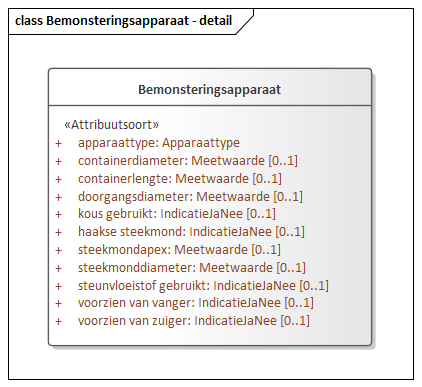 class Bemonsteringsapparaat - detail
Bemonsteringsapparaat
«Attribuutsoort»
+ apparaattype: Apparaattype
+ containerdiameter: Meetwaarde [0..1]
+ containerlengte: Meetwaarde [0..1]
+ doorgangsdiameter: Meetwaarde [0..1]
+ kous gebruikt: IndicatieJaNee [0..1]
+ haakse steekmond: IndicatieJaNee [0..1]
+ steekmondapex: Meetwaarde [0..1]
+ steekmonddiameter: Meetwaarde [0..1]
+ steunvloeistof gebruikt: IndicatieJaNee [0..1]
+ voorzien van vanger: IndicatieJaNee [0..1]
+ voorzien van zuiger: IndicatieJaNee [0..1]